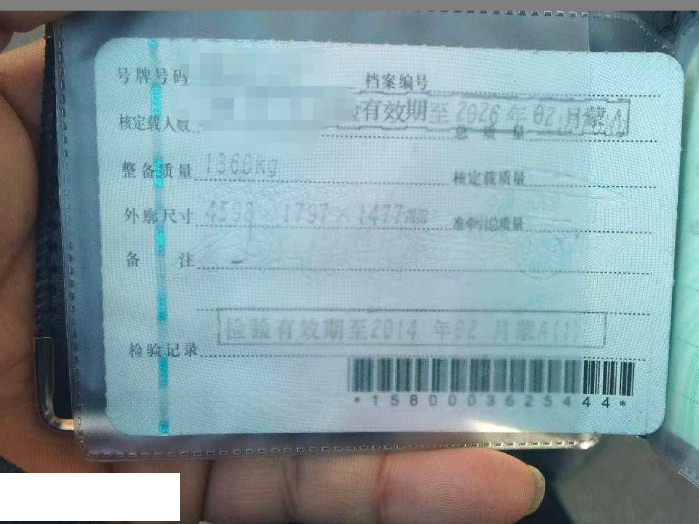 号牌号码 档案编号
有效期至2026年02月蒙A
核定载人数 总质量
整备质量 1360kg 核定载质量
外廓尺寸 4598×1797×1477mm 准牵引总质量
备注
检验有效期至2014年02月蒙A(1)
检验记录
*1580003625444*